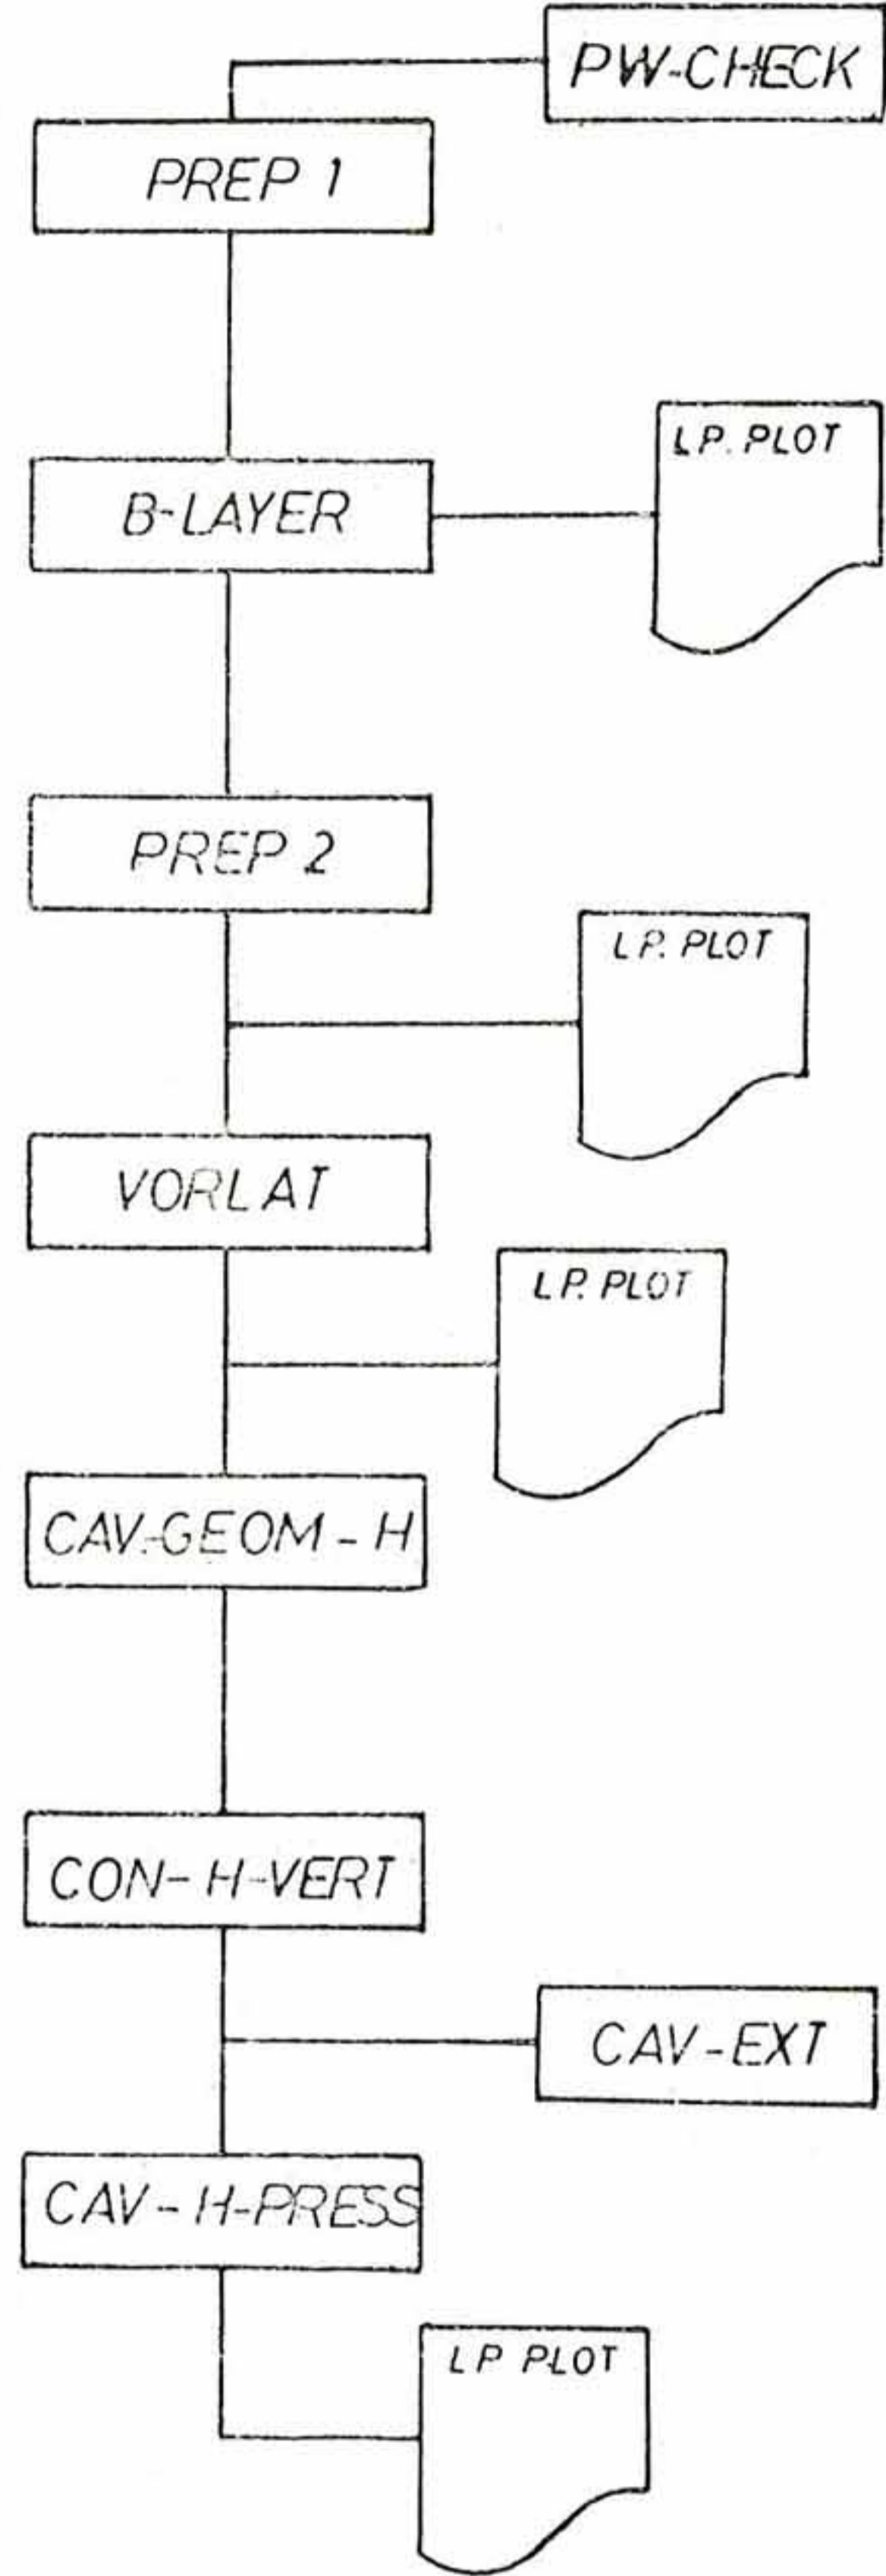 PW-CHECK
PREP 1
L.P. PLOT
B-LAYER
PREP 2
L.P. PLOT
VORLAT
L.P. PLOT
CAV.-GEOM-H
CON-H-VERT
CAV-EXT
CAV-H-PRESS
LP PLOT